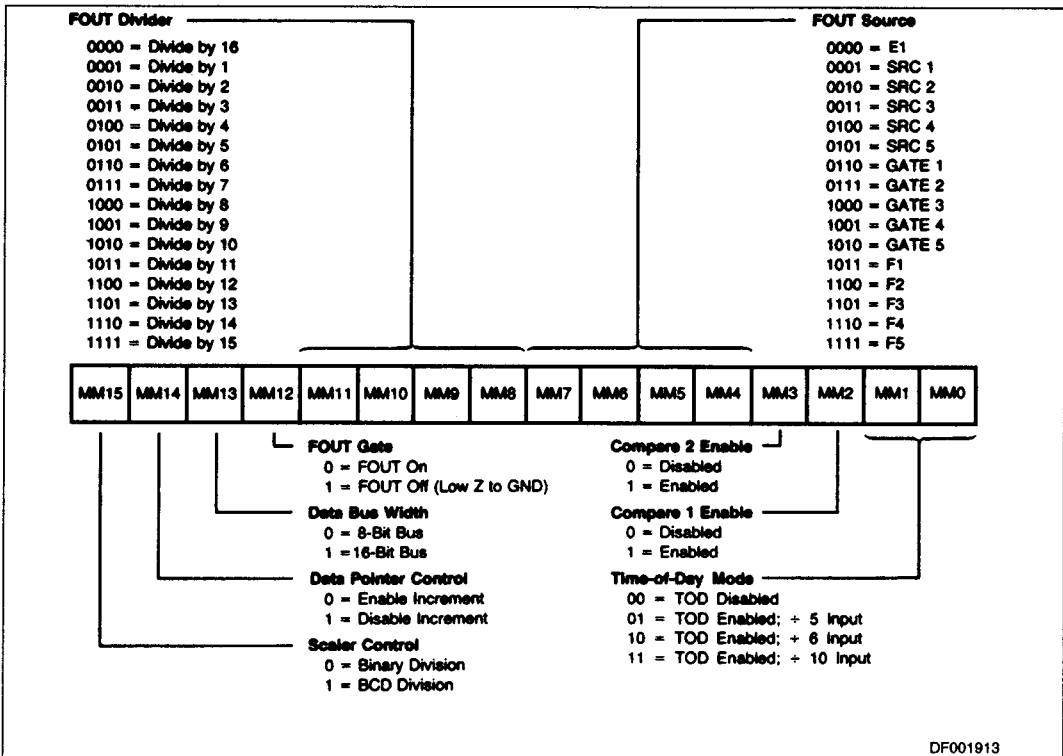 FOUT Divider
0000 = Divide by 16
0001 = Divide by 1
0010 = Divide by 2
0011 = Divide by 3
0100 = Divide by 4
0101 = Divide by 5
0110 = Divide by 6
0111 = Divide by 7
1000 = Divide by 8
1001 = Divide by 9
1010 = Divide by 10
1011 = Divide by 11
1100 = Divide by 12
1101 = Divide by 13
1110 = Divide by 14
1111 = Divide by 15
FOUT Source
0000 = E1
0001 = SRC 1
0010 = SRC 2
0011 = SRC 3
0100 = SRC 4
0101 = SRC 5
0110 = GATE 1
0111 = GATE 2
1000 = GATE 3
1001 = GATE 4
1010 = GATE 5
1011 = F1
1100 = F2
1101 = F3
1110 = F4
1111 = F5
MM15 MM14 MM13 MM12 MM11 MM10 MM9 MM8 MM7 MM6 MM5 MM4 MM3 MM2 MM1 MM0
FOUT Gate
0 = FOUT On
1 = FOUT Off (Low Z to GND)
Data Bus Width
0 = 8-Bit Bus
1 =16-Bit Bus
Data Pointer Control
0 = Enable Increment
1 = Disable Increment
Scaler Control
0 = Binary Division
1 = BCD Division
Compare 2 Enable
0 = Disabled
1 = Enabled
Compare 1 Enable
0 = Disabled
1 = Enabled
Time-of-Day Mode
00 = TOD Disabled
01 = TOD Enabled; ÷ 5 Input
10 = TOD Enabled; ÷ 6 Input
11 = TOD Enabled; ÷ 10 Input
DF001913